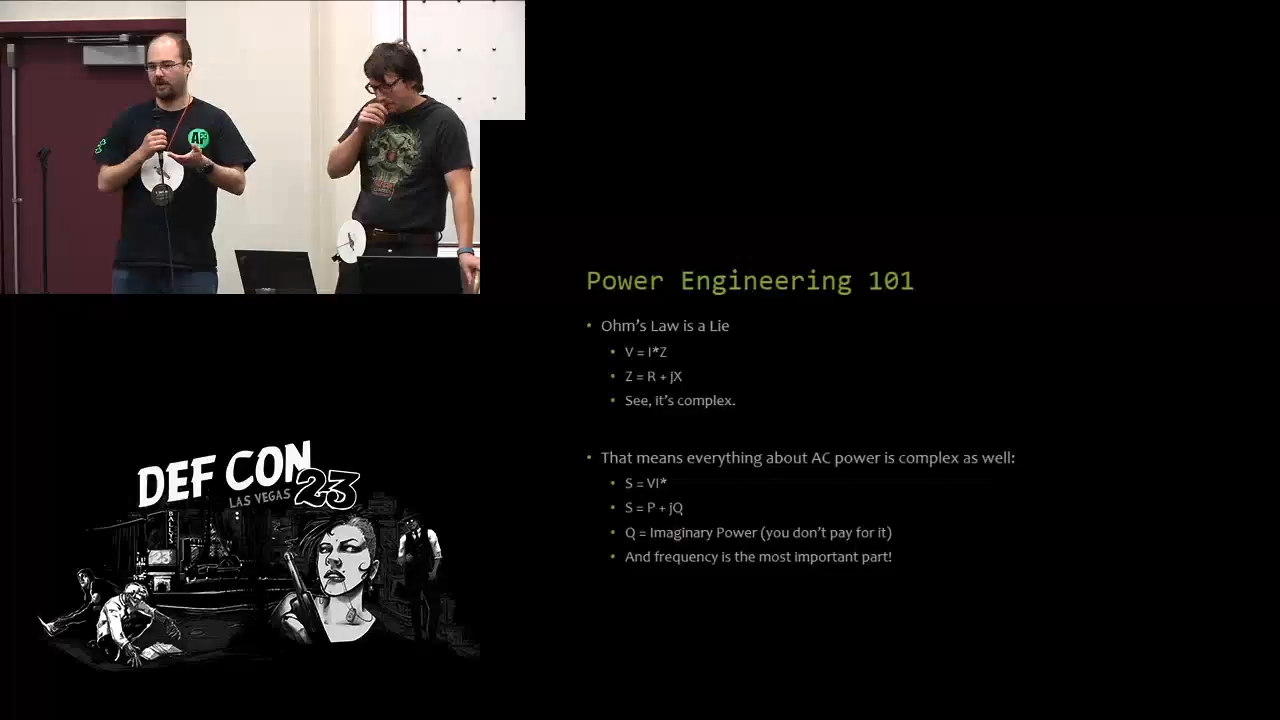 Power Engineering 101
• Ohm's Law is a Lie
• V = I*Z
• Z = R + jX
• See, it's complex.
• That means everything about AC power is complex as well:
• S = VI*
• S = P + jQ
• Q = Imaginary Power (you don't pay for it)
• And frequency is the most important part!
DEF CON
LAS VEGAS 23
BALLYS